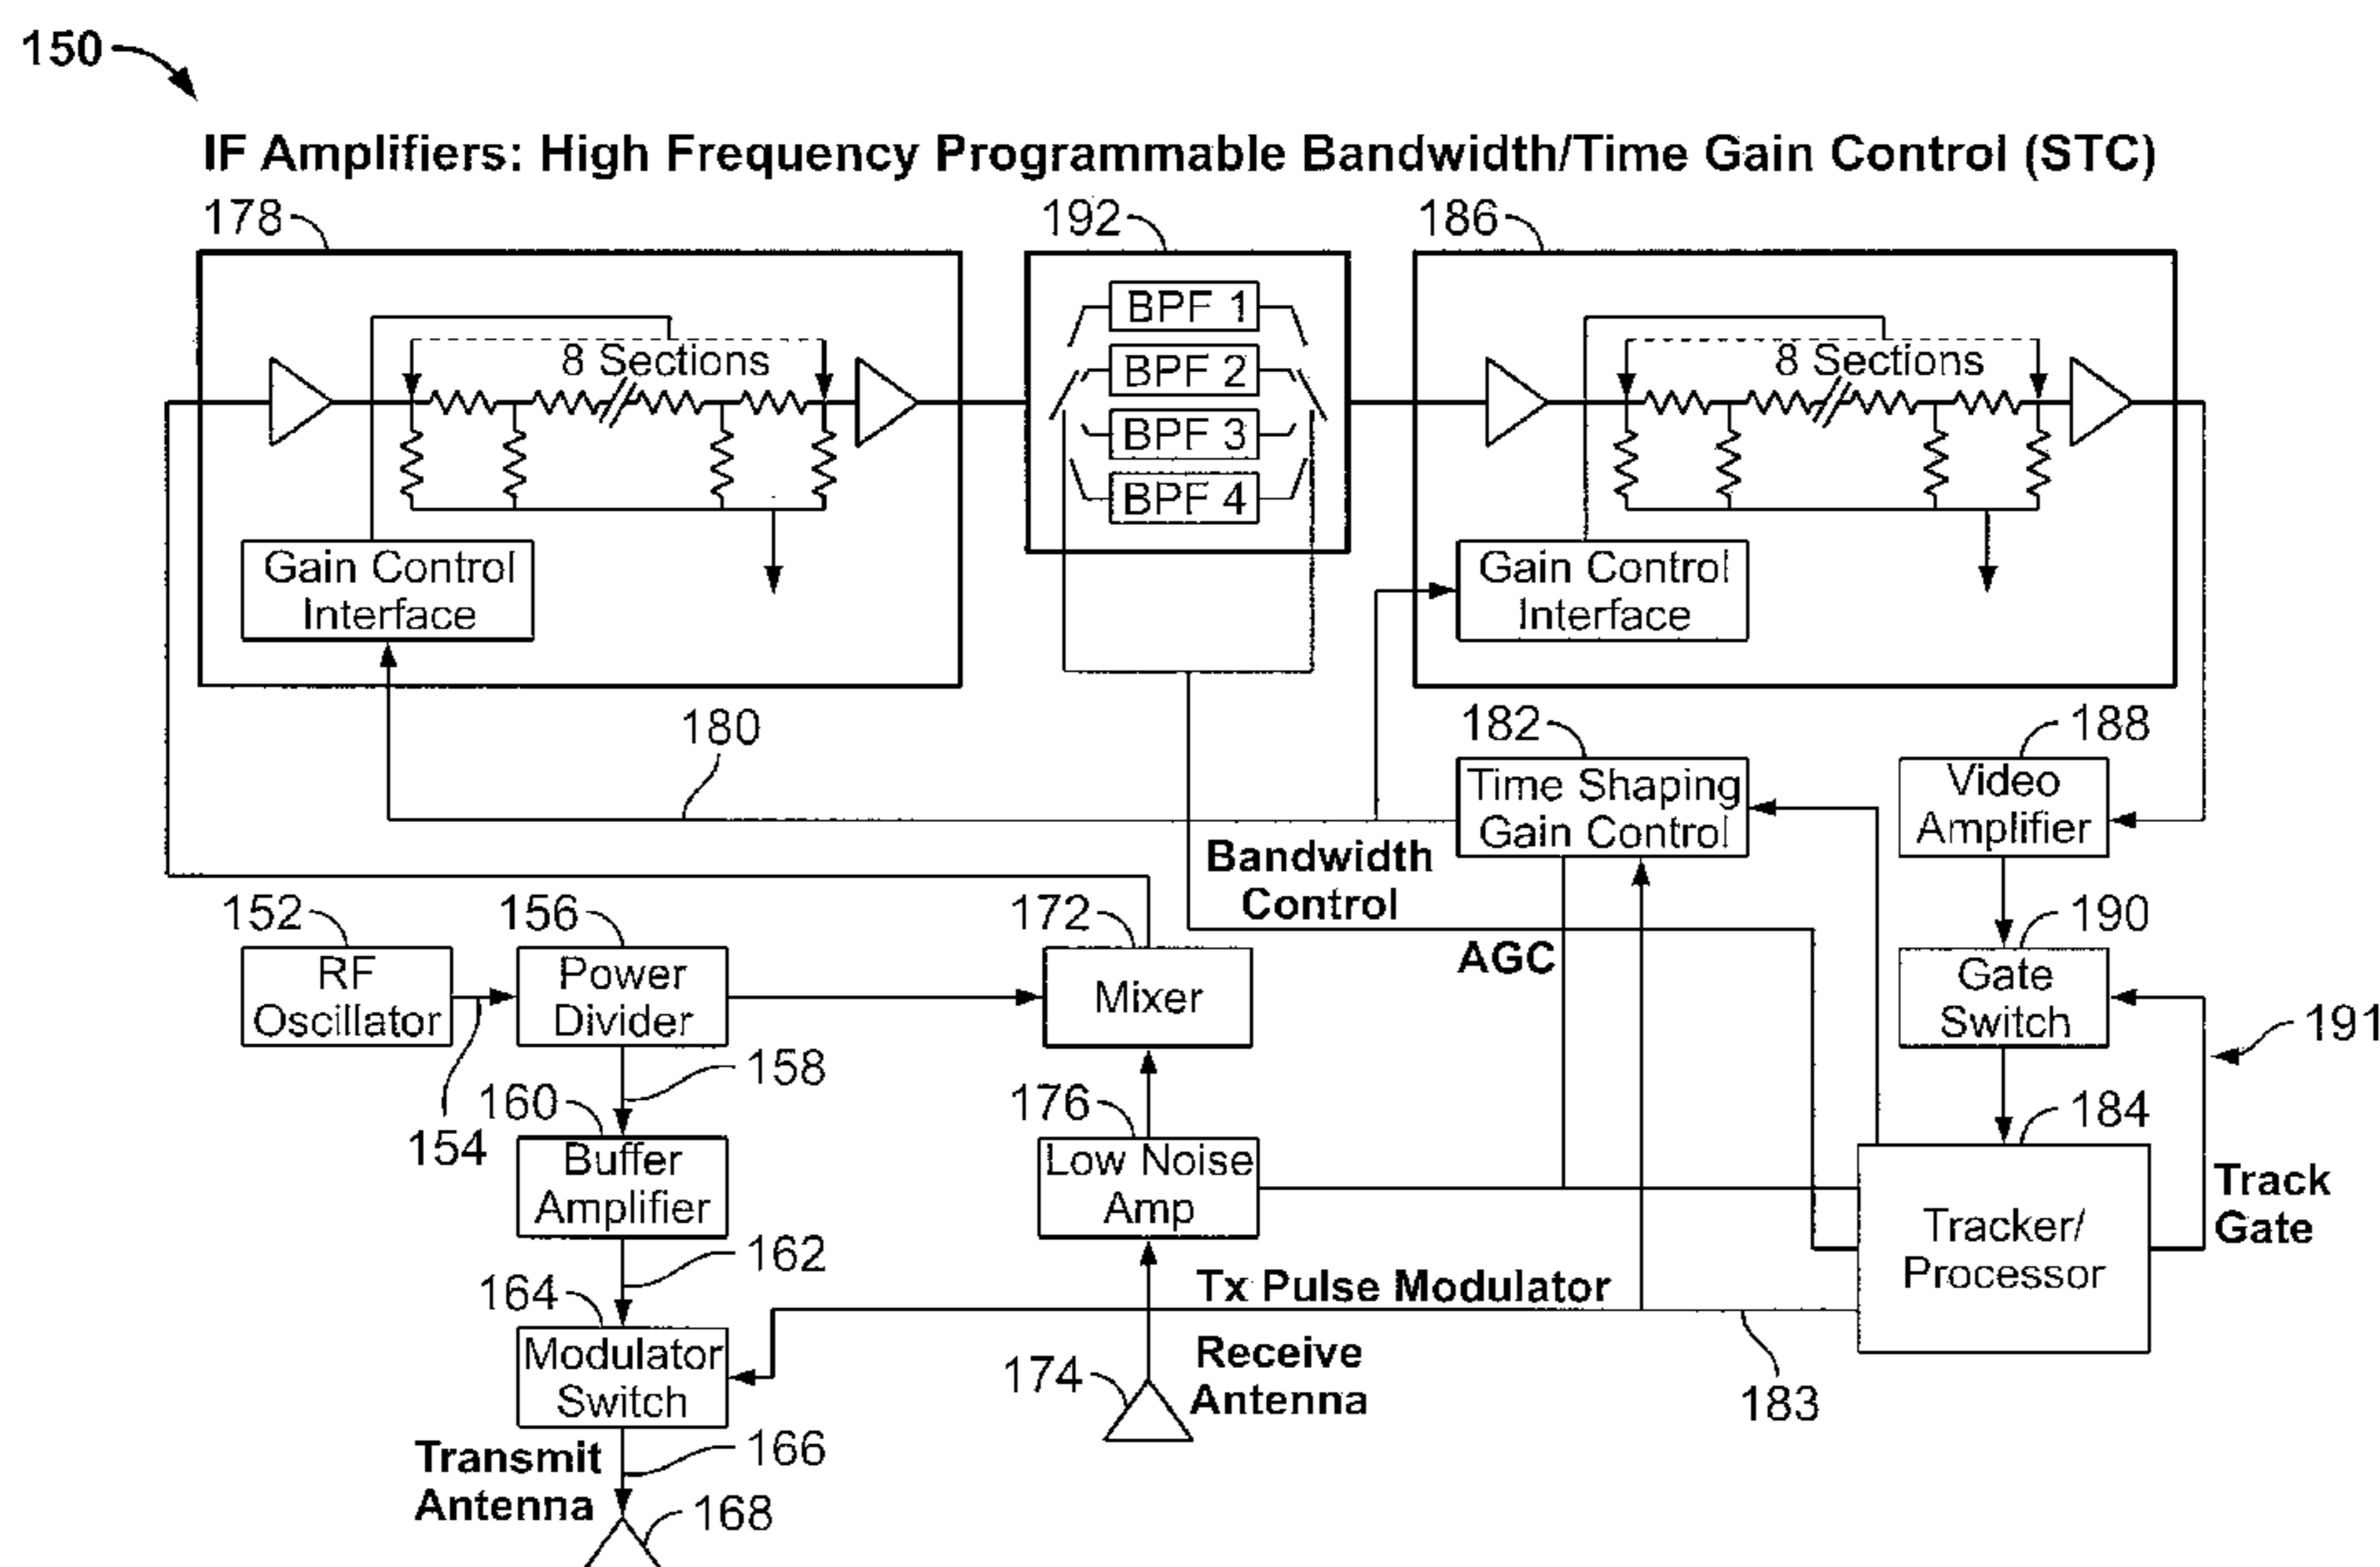 150
IF Amplifiers: High Frequency Programmable Bandwidth/Time Gain Control (STC)
178
192
186
8 Sections
BPF 1
BPF 2
BPF 3
BPF 4
8 Sections
Gain Control
Interface
Gain Control
Interface
180
182
188
Time Shaping
Gain Control
Video
Amplifier
Bandwidth
Control
AGC
152
156
172
190
RF
Oscillator
Power
Divider
Mixer
Gate
Switch
191
154
158
160
176
184
Buffer
Amplifier
Low Noise
Amp
Tracker/
Processor
Track
Gate
162
164
Tx Pulse Modulator
Modulator
Switch
174
Receive
Antenna
183
Transmit
Antenna
166
168